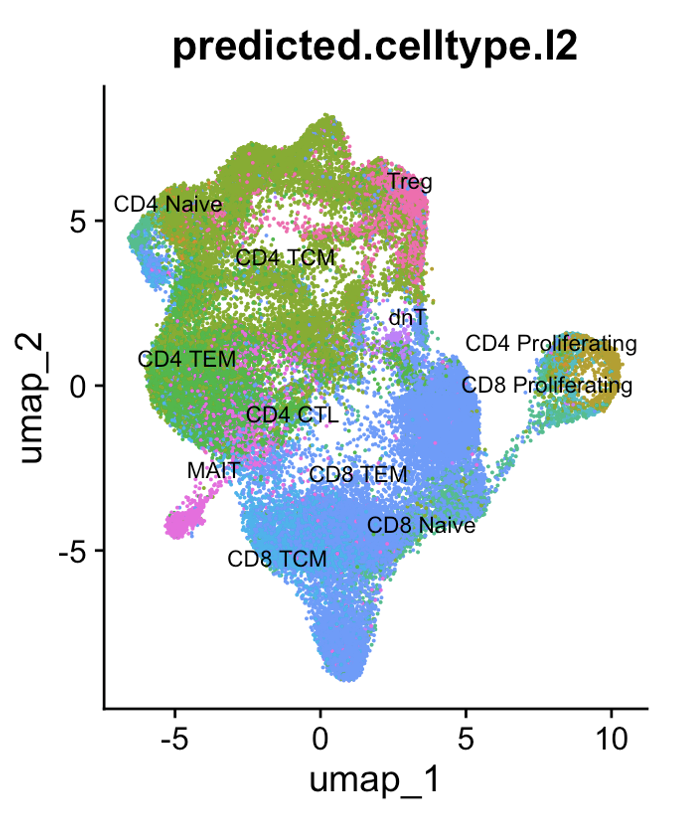 predicted.celltype.l2
Treg
CD4 Naive
5
CD4 TCM
dnT
CD4 Proliferating
CD4 TEM
0
CD8 Proliferating
CD4 CTL
umap_2
MAIT
CD8 TEM
CD8 Naive
-5
CD8 TCM
-5
0
5
10
umap_1